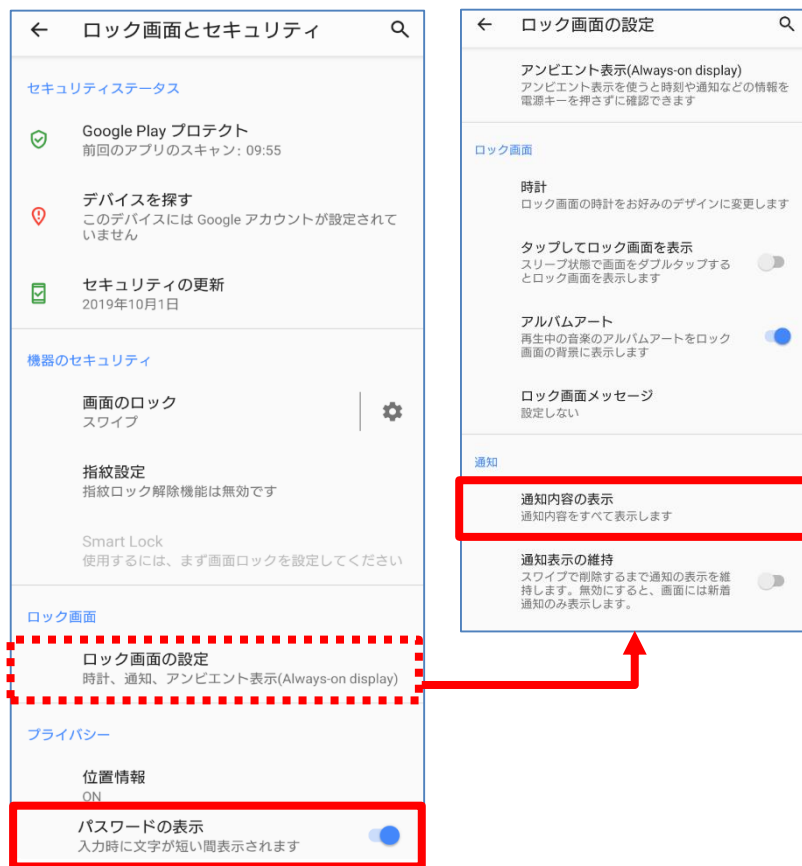 ロック画面とセキュリティ
セキュリティステータス
Google Play プロテクト
前回のアプリのスキャン: 09:55
デバイスを探す
このデバイスには Google アカウントが設定されて
いません
セキュリティの更新
2019年10月1日
機器のセキュリティ
画面のロック
スワイプ
指紋設定
指紋ロック解除機能は無効です
Smart Lock
使用するには、まず画面ロックを設定してください
ロック画面
ロック画面の設定
時計、通知、アンビエント表示(Always-on display)
プライバシー
位置情報
ON
パスワードの表示
入力時に文字が短い間表示されます
ロック画面の設定
アンビエント表示(Always-on display)
アンビエント表示を使うと時刻や通知などの情報を
電源キーを押さずに確認できます
ロック画面
時計
ロック画面の時計をお好みのデザインに変更します
タップしてロック画面を表示
スリープ状態で画面をダブルタップする
とロック画面を表示します
アルバムアート
再生中の音楽のアルバムアートをロック
画面の背景に表示します
ロック画面メッセージ
設定しない
通知
通知内容の表示
通知内容をすべて表示します
通知表示の維持
スワイプで削除するまで通知の表示を維
持します。無効にすると、画面には新着
通知のみ表示します。